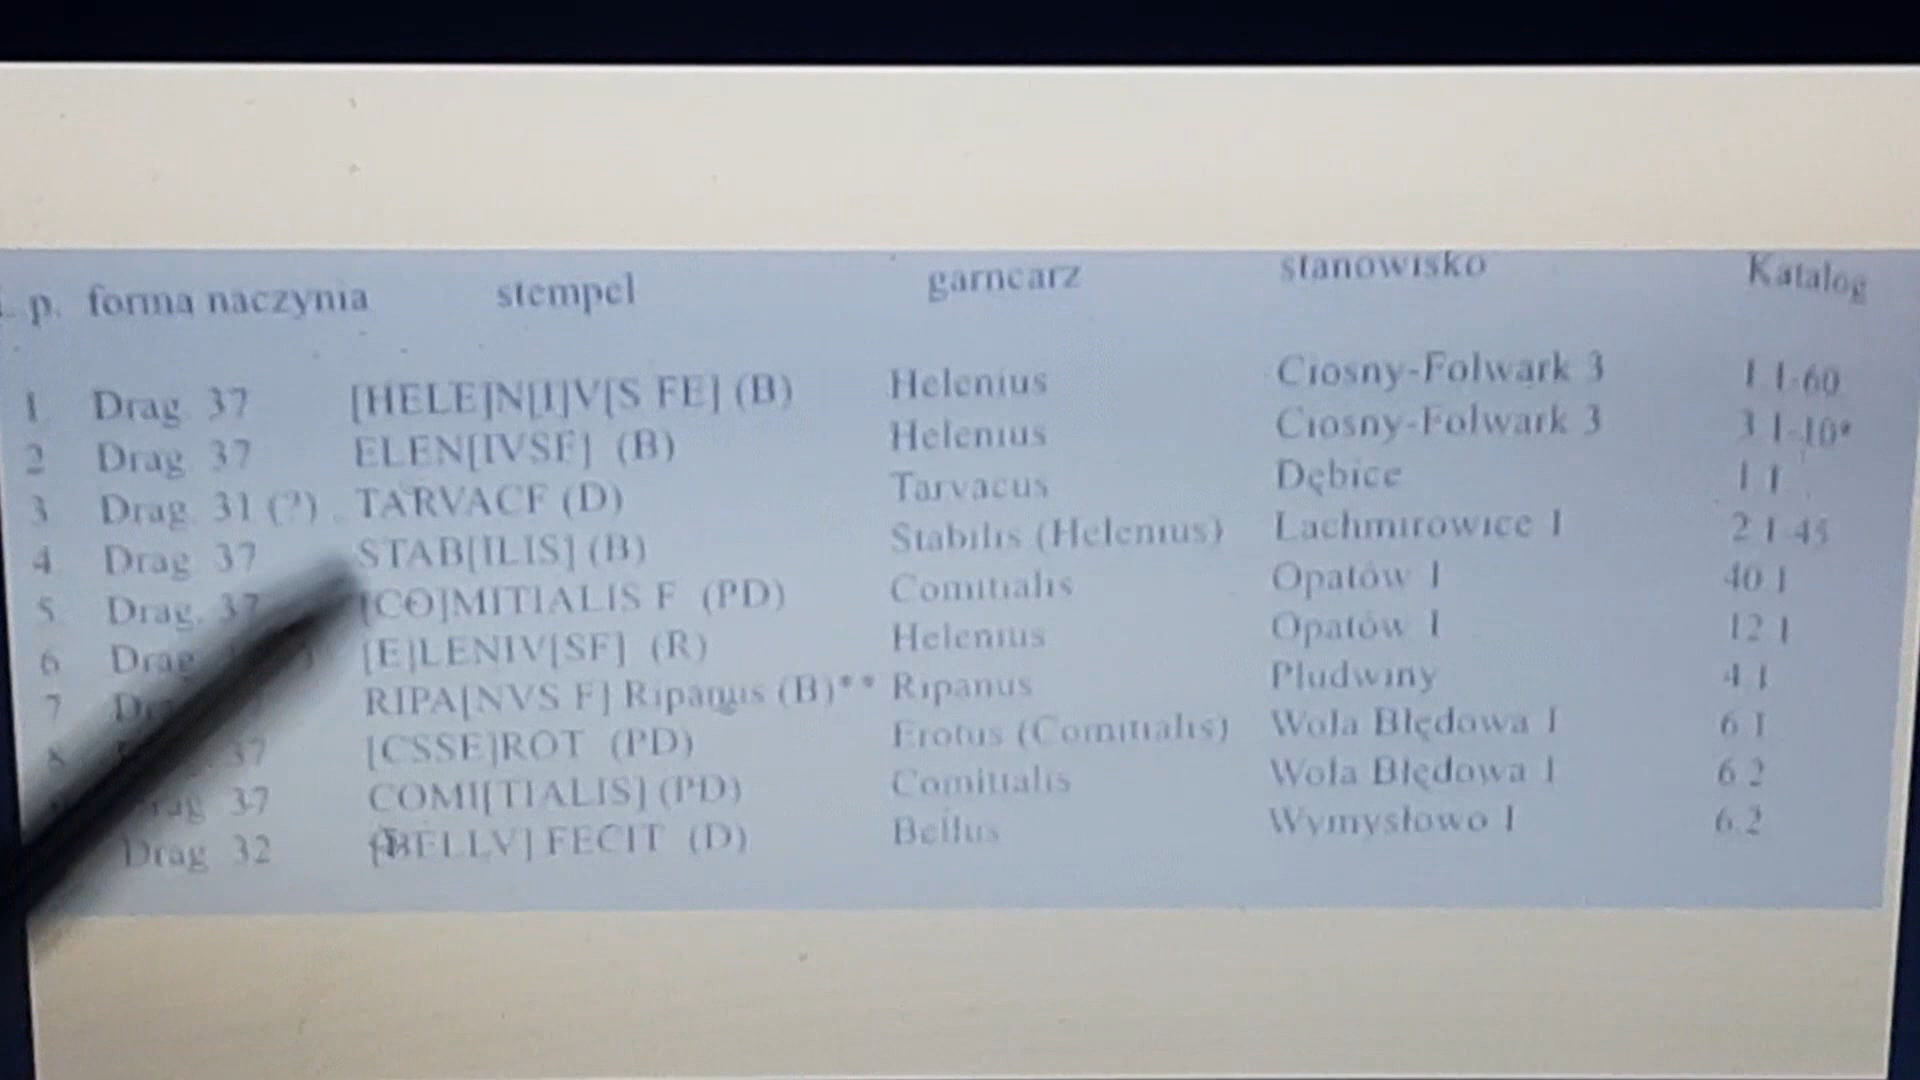 p. forma naczynia stempel garncarz stanowisko Katalog
1 Drag 37 [HELE]N[I]V[S FE] (B) Helenius Ciosny-Folwark 3 1 1-60
2 Drag 37 ELEN[IVSF] (B) Helenius Ciosny-Folwark 3 3 1-10*
3 Drag 31 (?) TARVACF (D) Tarvacus Dębice 1 1
4 Drag 37 STAB[ILIS] (B) Stabilis (Helenius) Lachmirowice 1 2 1-45
5 Drag. 37 [CO]MITIALIS F (PD) Comitialis Opatów 1 40 1
6 Drag [E]LENIV[SF] (R) Helenius Opatów 1 12 1
7 RIPA[NVS F] Ripanus (B)** Ripanus Pludwiny 4 1
8 37 [CSSE]ROT (PD) Erotus (Comitialis) Wola Błędowa 1 6 1
Drag 37 COMI[TIALIS] (PD) Comitialis Wola Błędowa 1 6 2
Drag 32 [BELLV] FECIT (D) Bellus Wymysłowo 1 6.2